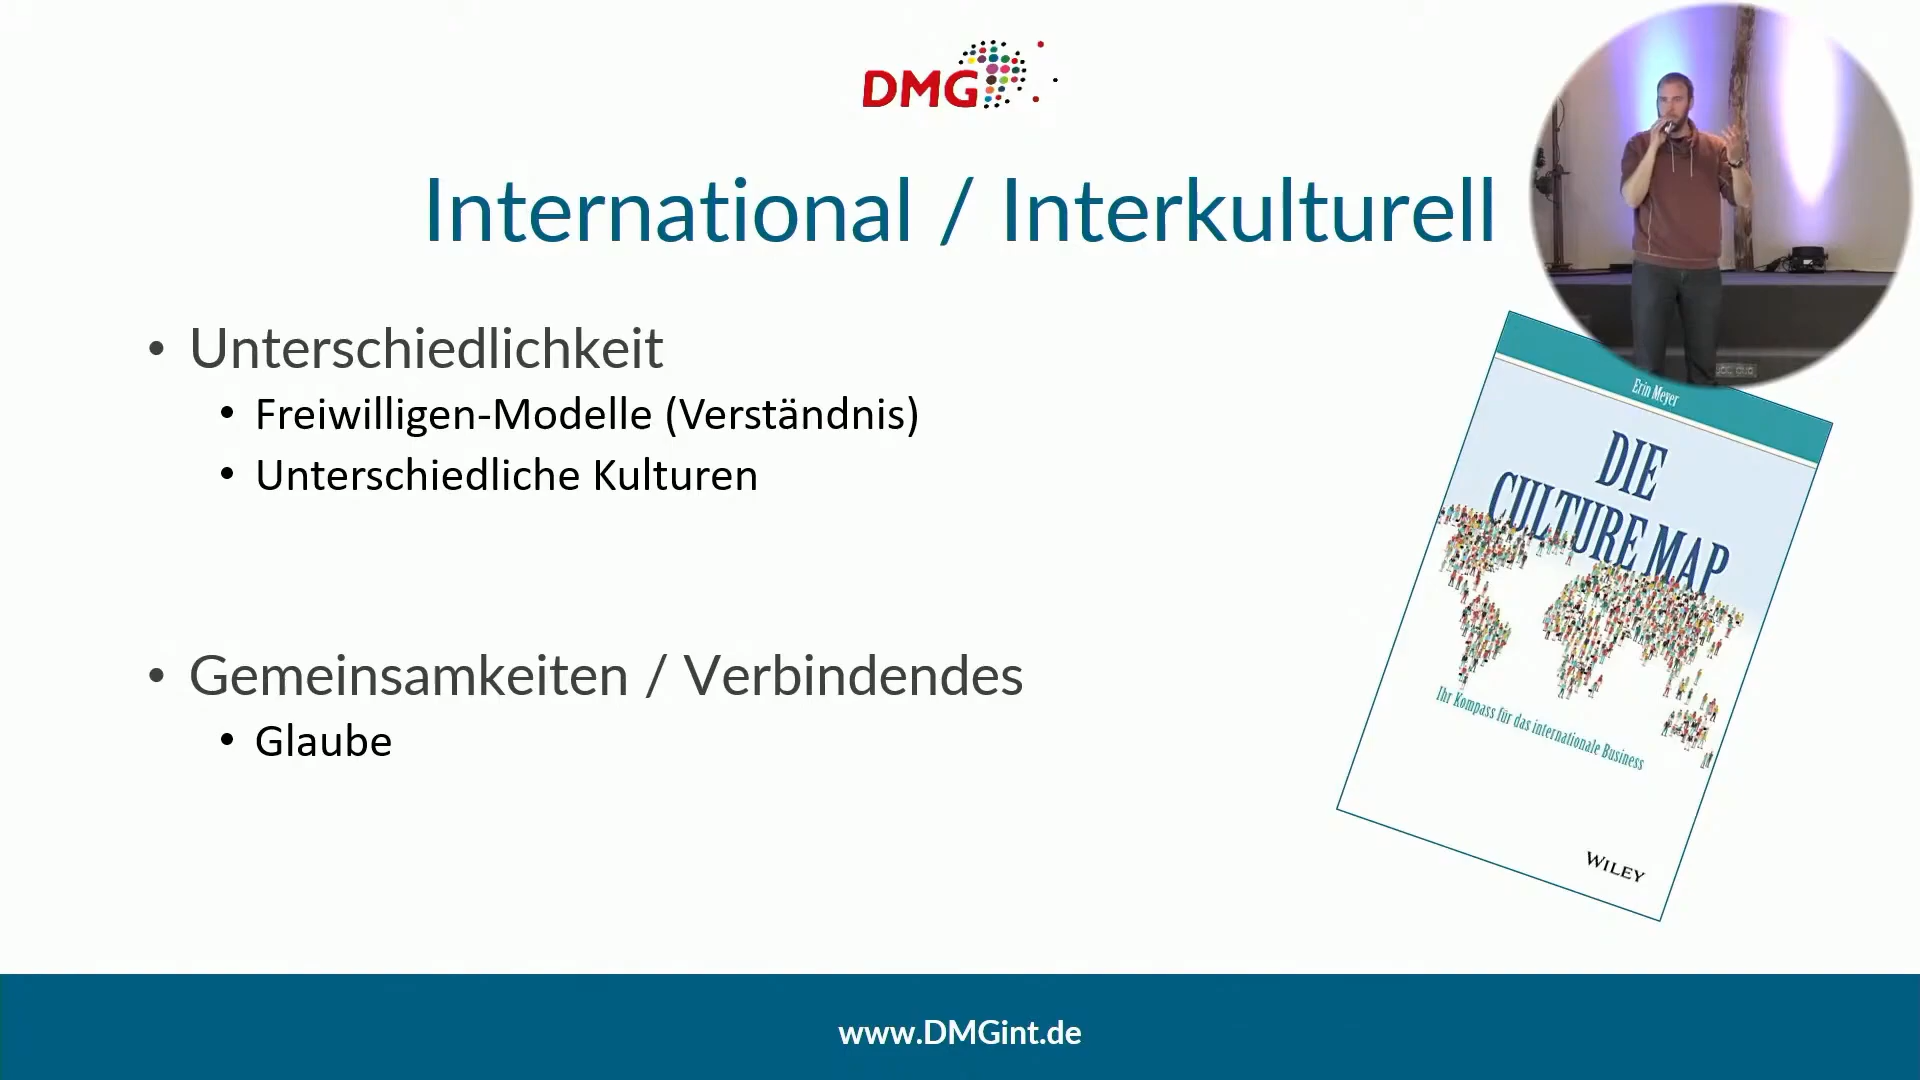 DMG
International / Interkulturell
• Unterschiedlichkeit
• Freiwilligen-Modelle (Verständnis)
• Unterschiedliche Kulturen
• Gemeinsamkeiten / Verbindendes
• Glaube
Erin Meyer
DIE
CULTURE MAP
Ihr Kompass für das internationale Business
WILEY
www.DMGint.de